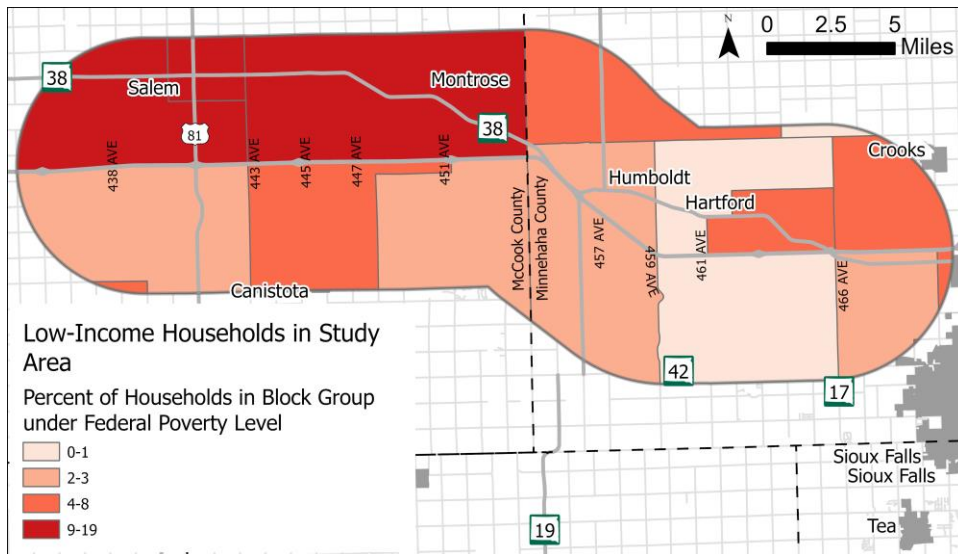 N
0 2.5 5
Miles
38
Salem
Montrose
38
81
438 AVE
443 AVE
445 AVE
447 AVE
451 AVE
Crooks
Humboldt
Hartford
McCook County
Minnehaha County
457 AVE
459 AVE
461 AVE
466 AVE
Canistota
42
17
Low-Income Households in Study
Area
Percent of Households in Block Group
under Federal Poverty Level
0-1
2-3
4-8
9-19
Sioux Falls
Sioux Falls
19
Tea